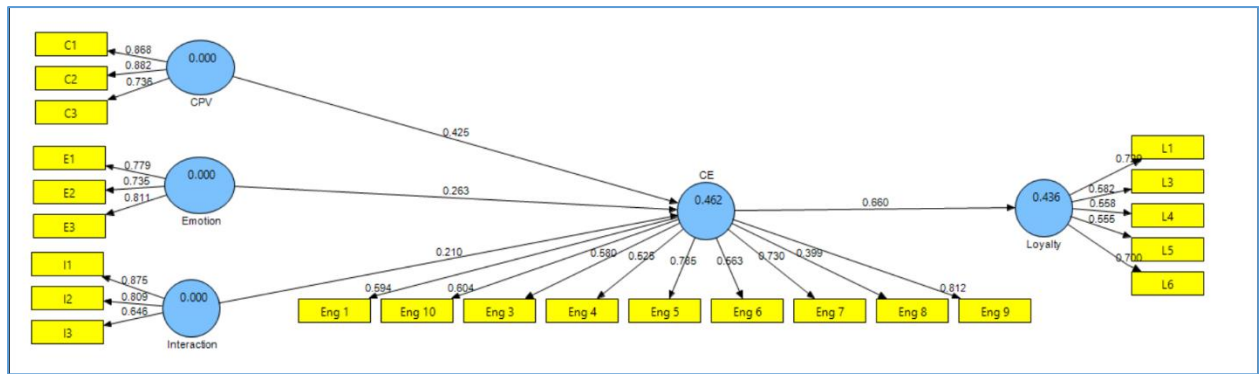 C1
0.868
0.000
C2
0.882
C3
0.736
CPV
0.425
E1
0.779
0.000
E2
0.735
E3
0.811
Emotion
0.263
I1
0.875
0.000
I2
0.809
I3
0.646
Interaction
0.210
CE
0.462
0.594
0.604
0.580
0.525
0.563
0.730
0.399
0.812
Eng 1
Eng 10
Eng 3
Eng 4
Eng 5
Eng 6
Eng 7
Eng 8
Eng 9
0.660
0.436
Loyalty
L1
0.582
L3
0.558
L4
0.555
L5
0.700
L6